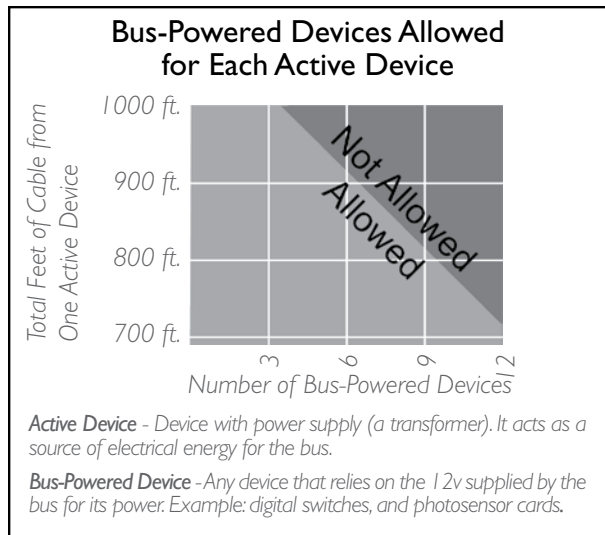 Bus-Powered Devices Allowed
for Each Active Device
Total Feet of Cable from
One Active Device
1000 ft.
900 ft.
800 ft.
700 ft.
Not Allowed
Allowed
3
6
9
12
Number of Bus-Powered Devices
Active Device - Device with power supply (a transformer). It acts as a
source of electrical energy for the bus.
Bus-Powered Device - Any device that relies on the 12v supplied by the
bus for its power. Example: digital switches, and photosensor cards.